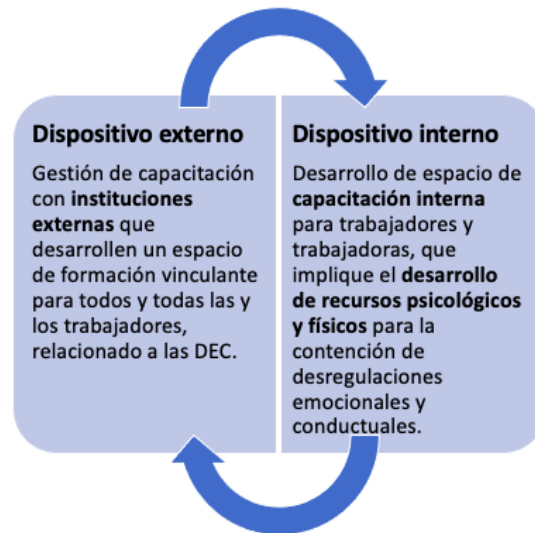 Dispositivo externo
Gestión de capacitación
con instituciones
externas que
desarrollen un espacio
de formación vinculante
para todos y todas las y
los trabajadores,
relacionado a las DEC.
Dispositivo interno
Desarrollo de espacio de
capacitación interna
para trabajadores y
trabajadoras, que
implique el desarrollo
de recursos psicológicos
y físicos para la
contención de
desregulaciones
emocionales y
conductuales.